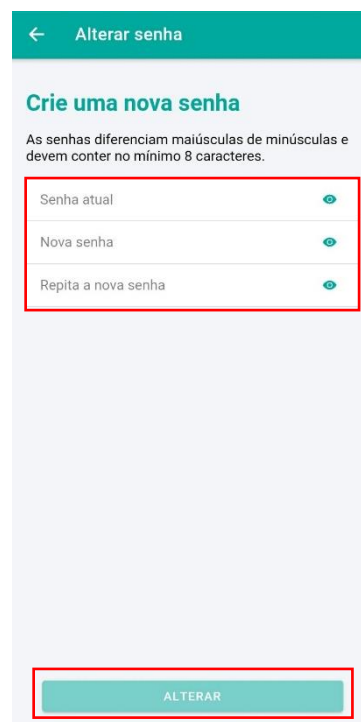 Alterar senha
Crie uma nova senha
As senhas diferenciam maiúsculas de minúsculas e
devem conter no mínimo 8 caracteres.
Senha atual
Nova senha
Repita a nova senha
ALTERAR